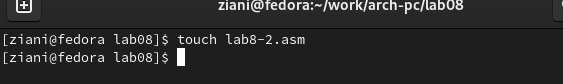 ziani@fedora:~/work/arch-pc/lab08
[ziani@fedora lab08]$ touch lab8-2.asm
[ziani@fedora lab08]$